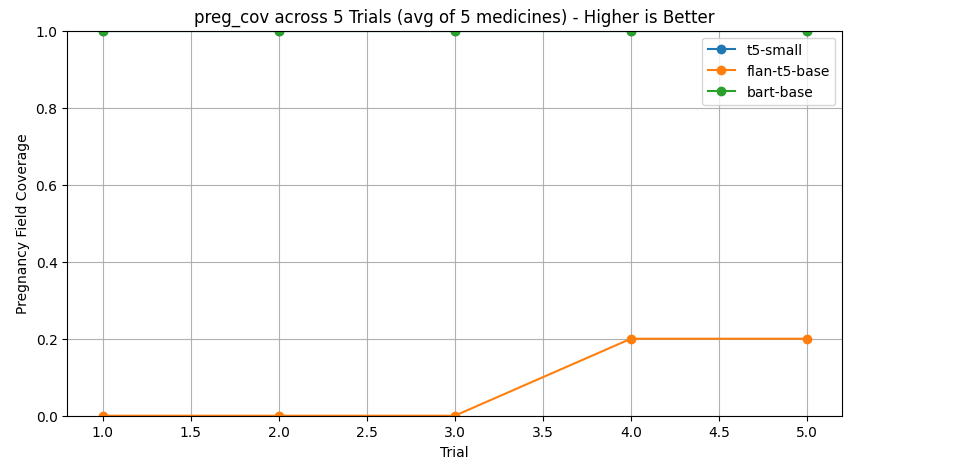 preg_cov across 5 Trials (avg of 5 medicines) - Higher is Better
t5-small
flan-t5-base
bart-base
Pregnancy Field Coverage
1.0
0.8
0.6
0.4
0.2
0.0
1.0 1.5 2.0 2.5 3.0 3.5 4.0 4.5 5.0
Trial